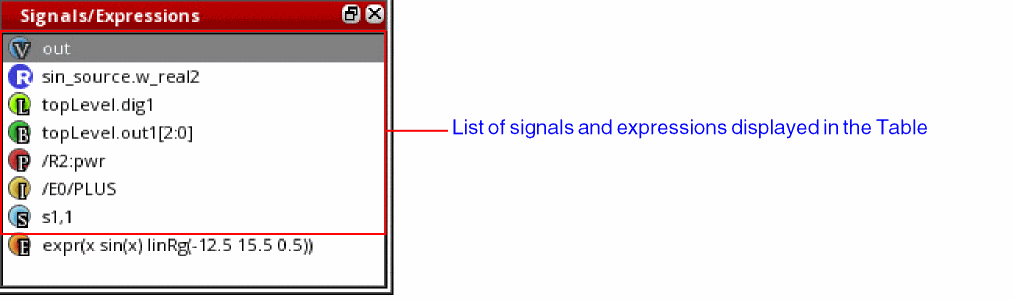 Signals/Expressions
out
sin_source.w_real2
topLevel.dig1
topLevel.out1[2:0]
/R2:pwr
/E0/PLUS
s1,1
expr(x sin(x) linRg(-12.5 15.5 0.5))
List of signals and expressions displayed in the Table
V
R
L
B
P
I
S
E